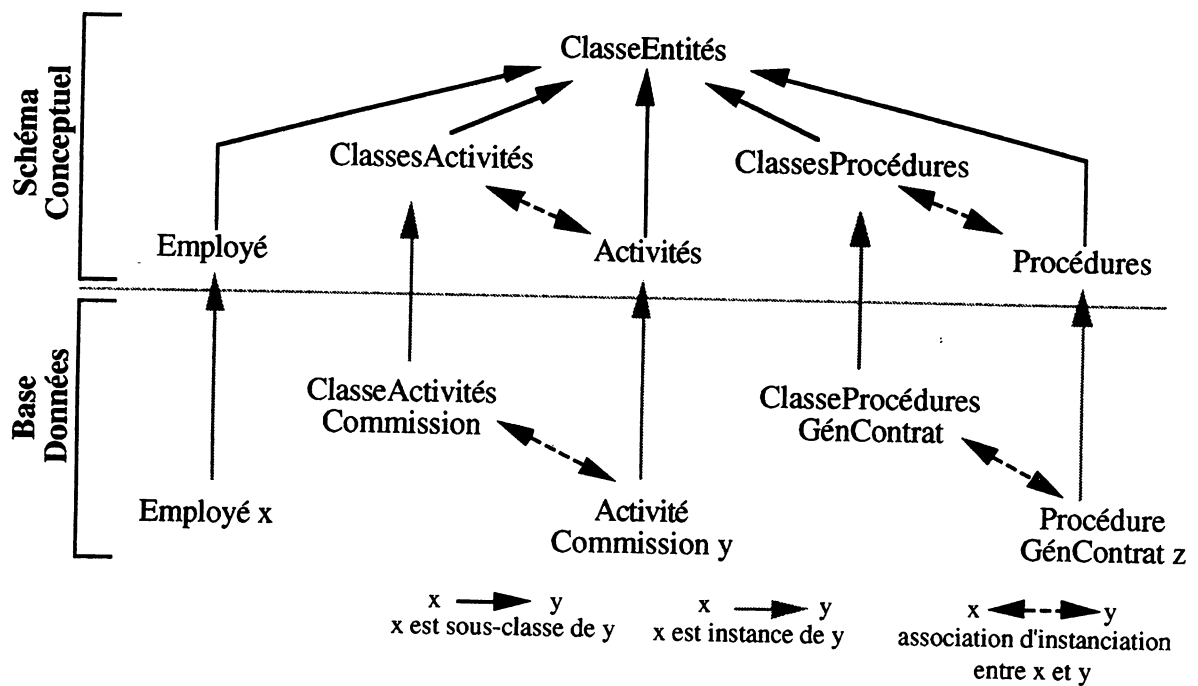 Schéma
Conceptuel
ClasseEntités
ClassesActivités
ClassesProcédures
Employé
Activités
Procédures
Base
Données
ClasseActivités
Commission
ClasseProcédures
GénContrat
Employé x
Activité
Commission y
Procédure
GénContrat z
x y
x est sous-classe de y
x y
x est instance de y
x y
association d'instanciation
entre x et y